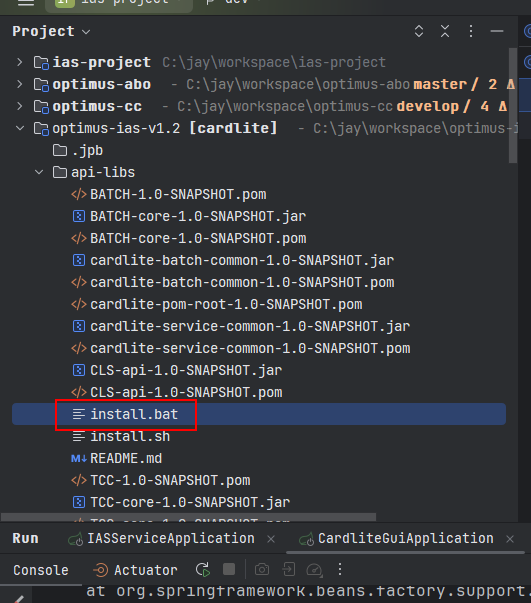 Project
ias-project C:\jay\workspace\ias-project
optimus-abo - C:\jay\workspace\optimus-abo master / 2 Δ
optimus-cc - C:\jay\workspace\optimus-cc develop / 4 Δ
optimus-ias-v1.2 [cardlite] - C:\jay\workspace\optimus-i
.jpb
api-libs
BATCH-1.0-SNAPSHOT.pom
BATCH-core-1.0-SNAPSHOT.jar
BATCH-core-1.0-SNAPSHOT.pom
cardlite-batch-common-1.0-SNAPSHOT.jar
cardlite-batch-common-1.0-SNAPSHOT.pom
cardlite-pom-root-1.0-SNAPSHOT.pom
cardlite-service-common-1.0-SNAPSHOT.jar
cardlite-service-common-1.0-SNAPSHOT.pom
CLS-api-1.0-SNAPSHOT.jar
CLS-api-1.0-SNAPSHOT.pom
install.bat
install.sh
M↓ README.md
TCC-1.0-SNAPSHOT.pom
TCC-core-1.0-SNAPSHOT.jar
Run IASServiceApplication CardliteGuiApplication
Console Actuator
at org.springframework.beans.factory.support.